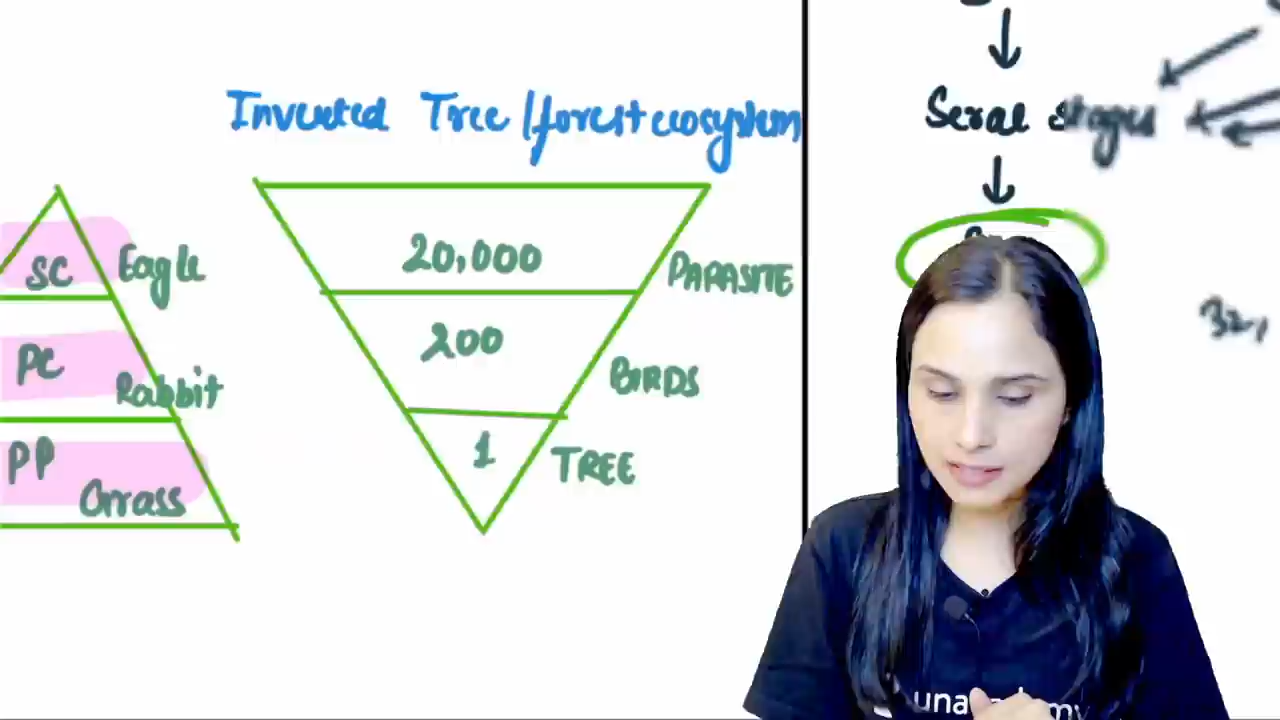 Inverted Tree / forest ecosystem
SC
Eagle
PC
Rabbit
PP
Grass
20,000
PARASITE
200
BIRDS
1
TREE
Seral stages
32,